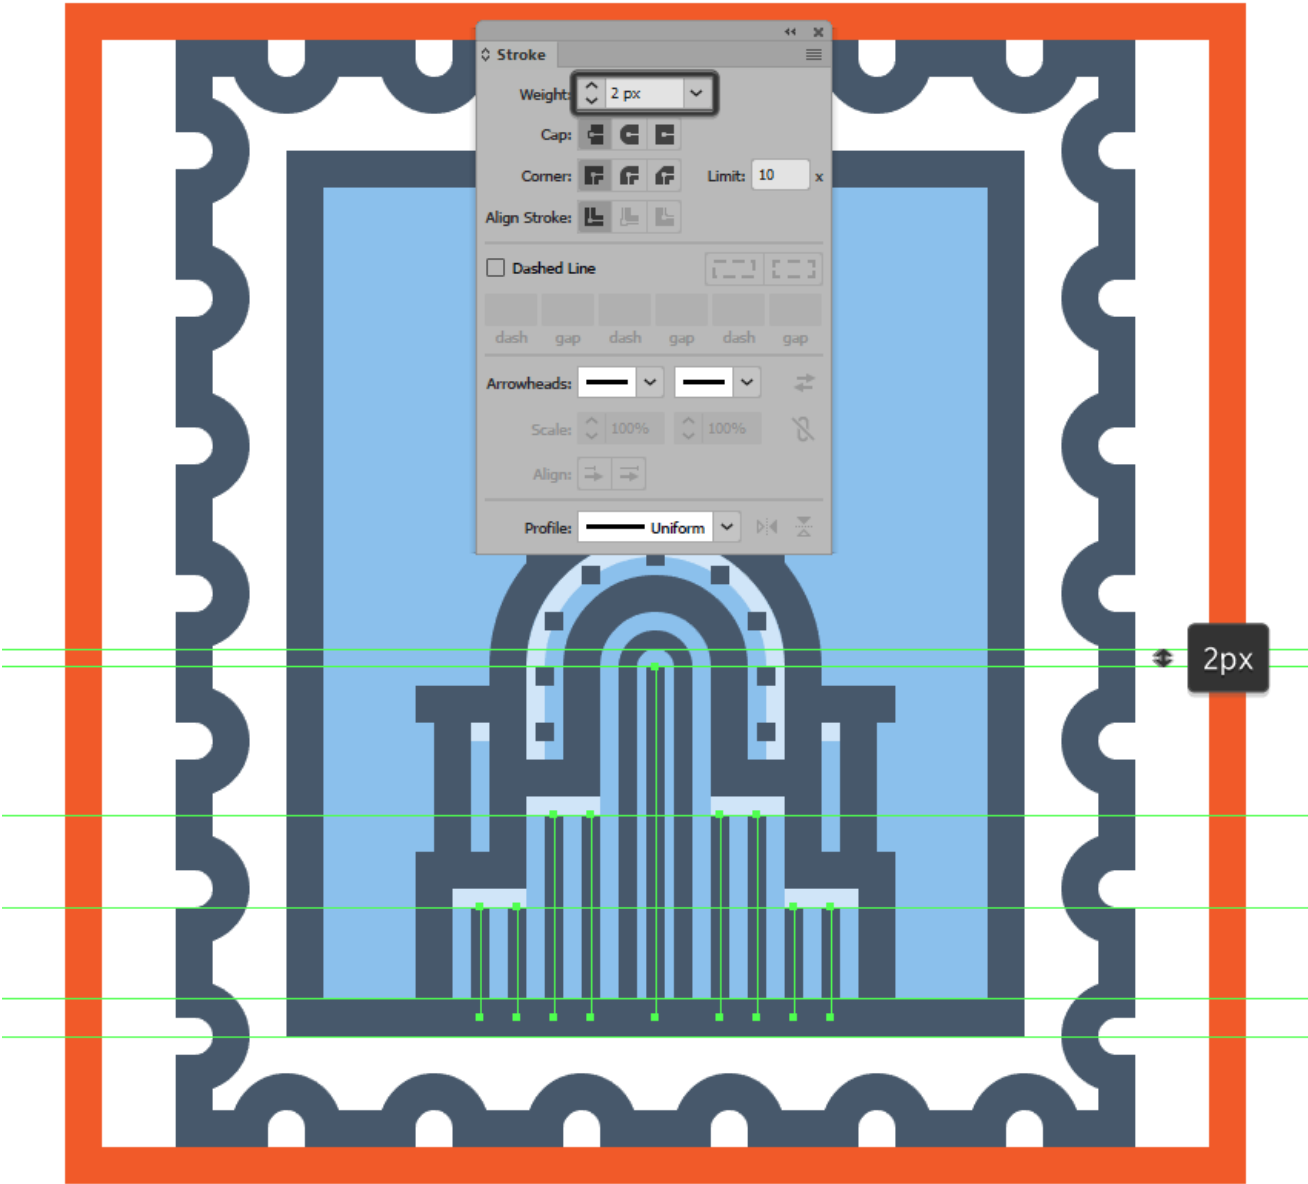 Stroke
Weight: 2 px
Cap:
Corner: Limit: 10 x
Align Stroke:
Dashed Line
dash gap dash gap dash gap
Arrowheads:
Scale: 100% 100%
Align:
Profile: Uniform
2px